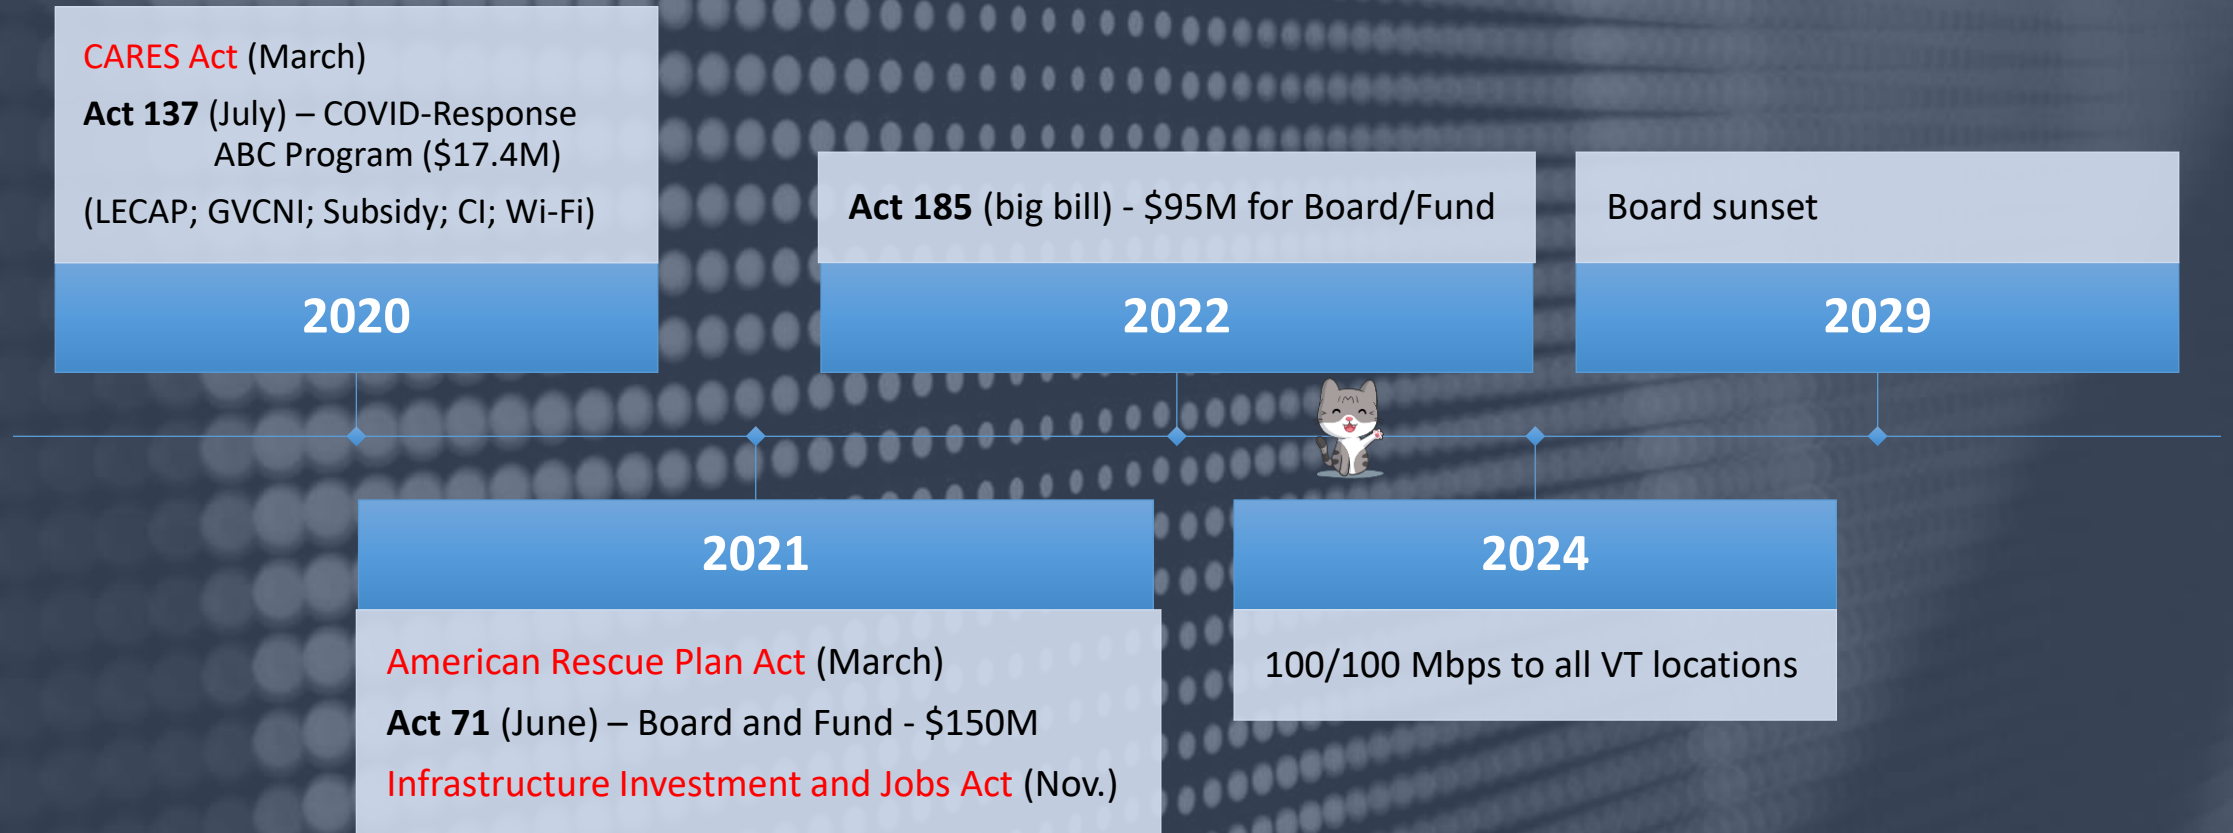 CARES Act (March)
Act 137 (July) – COVID-Response
ABC Program ($17.4M)
(LECAP; GVCNI; Subsidy; CI; Wi-Fi)
2020
American Rescue Plan Act (March)
Act 71 (June) – Board and Fund - $150M
Infrastructure Investment and Jobs Act (Nov.)
2021
Act 185 (big bill) - $95M for Board/Fund
2022
2024
100/100 Mbps to all VT locations
Board sunset
2029